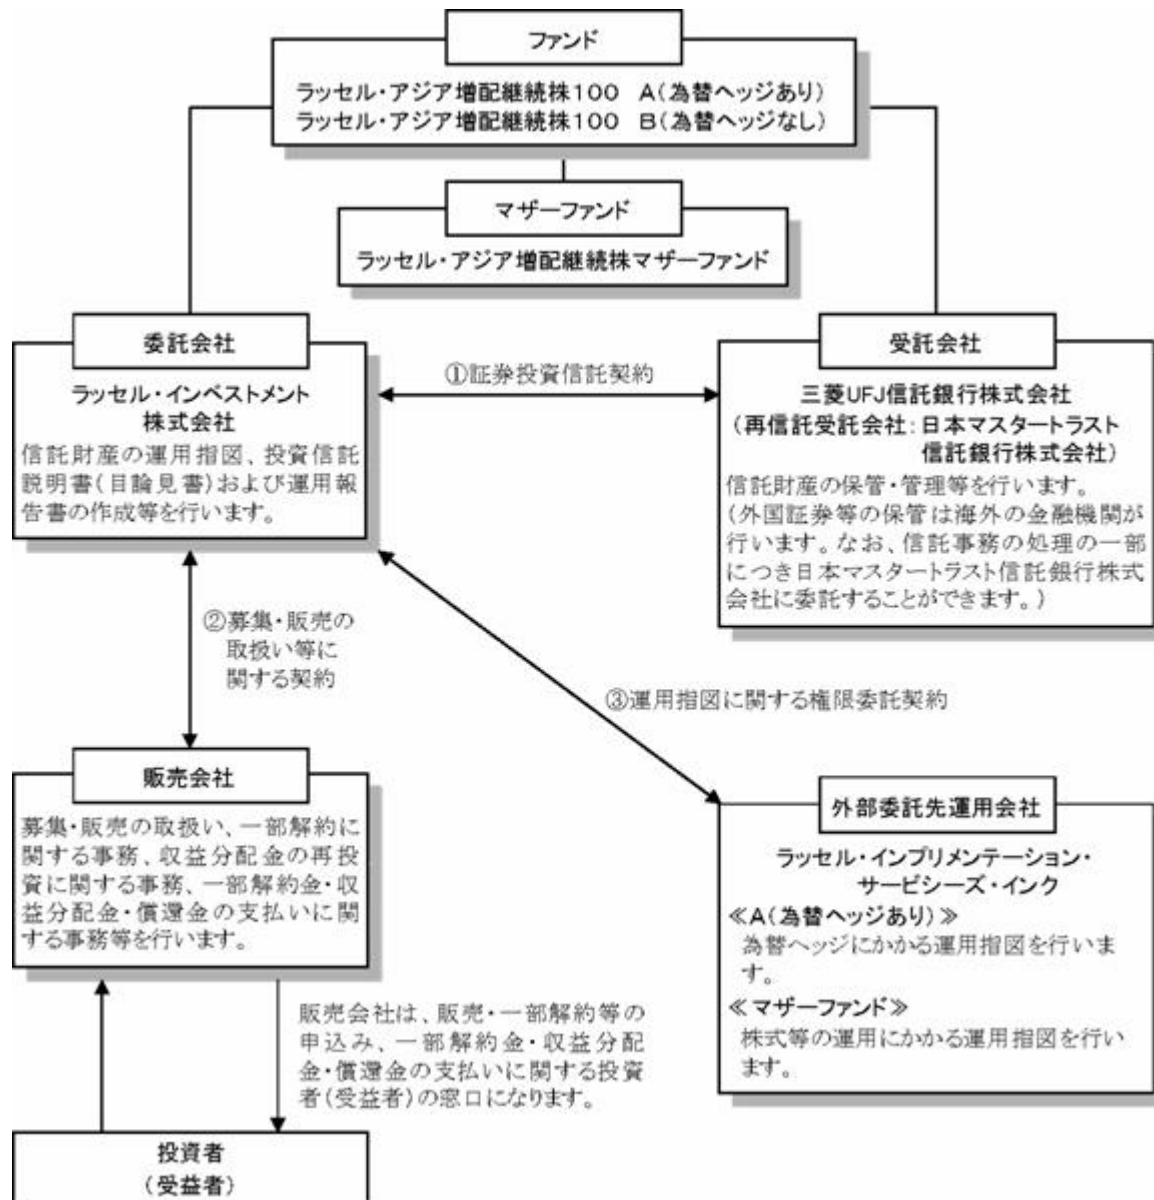 ファンド
ラッセル・アジア増配継続株100　A(為替ヘッジあり)
ラッセル・アジア増配継続株100　B(為替ヘッジなし)
マザーファンド
ラッセル・アジア増配継続株マザーファンド
委託会社
ラッセル・インベストメント
株式会社
信託財産の運用指図、投資信託
説明書(目論見書)および運用報
告書の作成等を行います。
①証券投資信託契約
受託会社
三菱UFJ信託銀行株式会社
(再信託受託会社:日本マスタートラスト
信託銀行株式会社)
信託財産の保管・管理等を行います。
(外国証券等の保管は海外の金融機関が
行います。なお、信託事務の処理の一部
につき日本マスタートラスト信託銀行株式
会社に委託することができます。)
②募集・販売の
取扱い等に
関する契約
③運用指図に関する権限委託契約
販売会社
募集・販売の取扱い、一部解約に
関する事務、収益分配金の再投
資に関する事務、一部解約金・収
益分配金・償還金の支払いに関
する事務等を行います。
外部委託先運用会社
ラッセル・インプリメンテーション・
サービシーズ・インク
≪A(為替ヘッジあり)≫
為替ヘッジにかかる運用指図を行いま
す。
≪マザーファンド≫
株式等の運用にかかる運用指図を行い
ます。
販売会社は、販売・一部解約等の
申込み、一部解約金・収益分配
金・償還金の支払いに関する投資
者(受益者)の窓口になります。
投資者
(受益者)